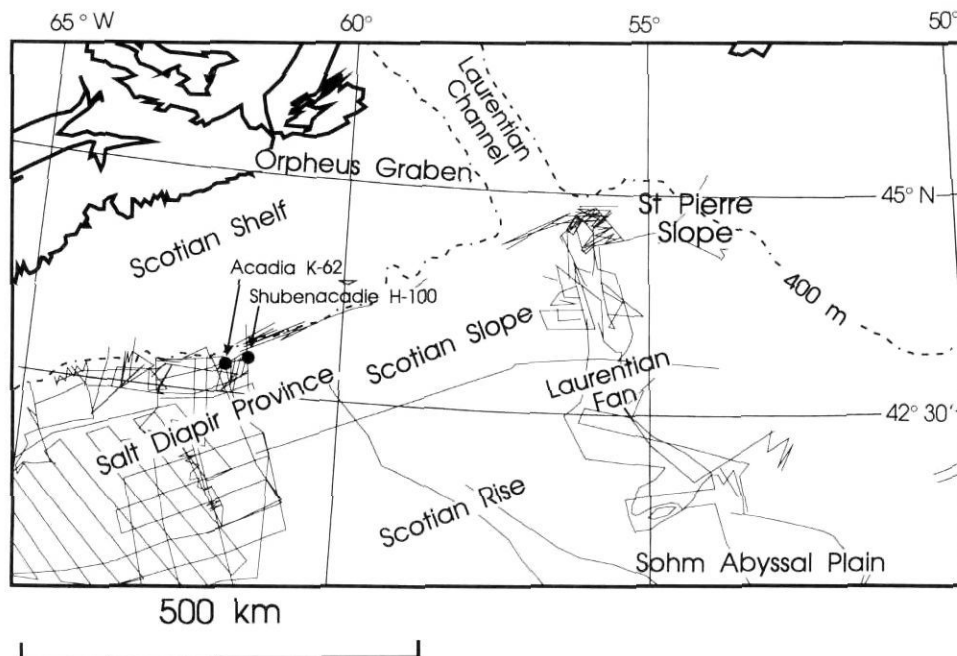 65° W
60°
55°
50°
Laurentian
Channel
Orpheus Graben
45° N
St Pierre
Slope
Scotian Shelf
Acadia K-62
Shubenacadie H-100
400 m
Scotian Slope
Laurentian
Fan
42° 30'
Salt Diapir Province
Scotian Rise
Sohm Abyssal Plain
500 km